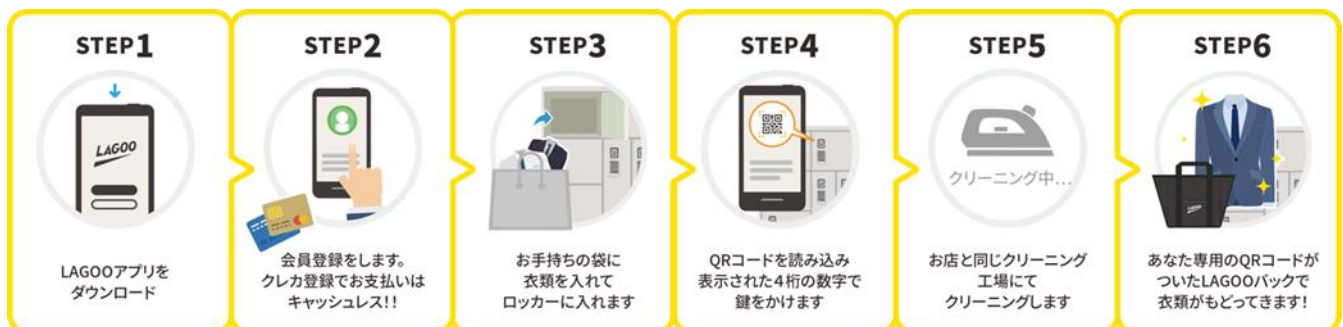 STEP1
LAGOO
LAGOOアプリを
ダウンロード
STEP2
会員登録をします。
クレカ登録でお支払いは
キャッシュレス!!
STEP3
お手持ちの袋に
衣類を入れて
ロッカーに入れます
STEP4
QRコードを読み込み
表示された4桁の数字で
鍵をかけます
STEP5
クリーニング中...
お店と同じクリーニング
工場にて
クリーニングします
STEP6
LAGOO
あなた専用のQRコードが
ついたLAGOOバックで
衣類がもどってきます!